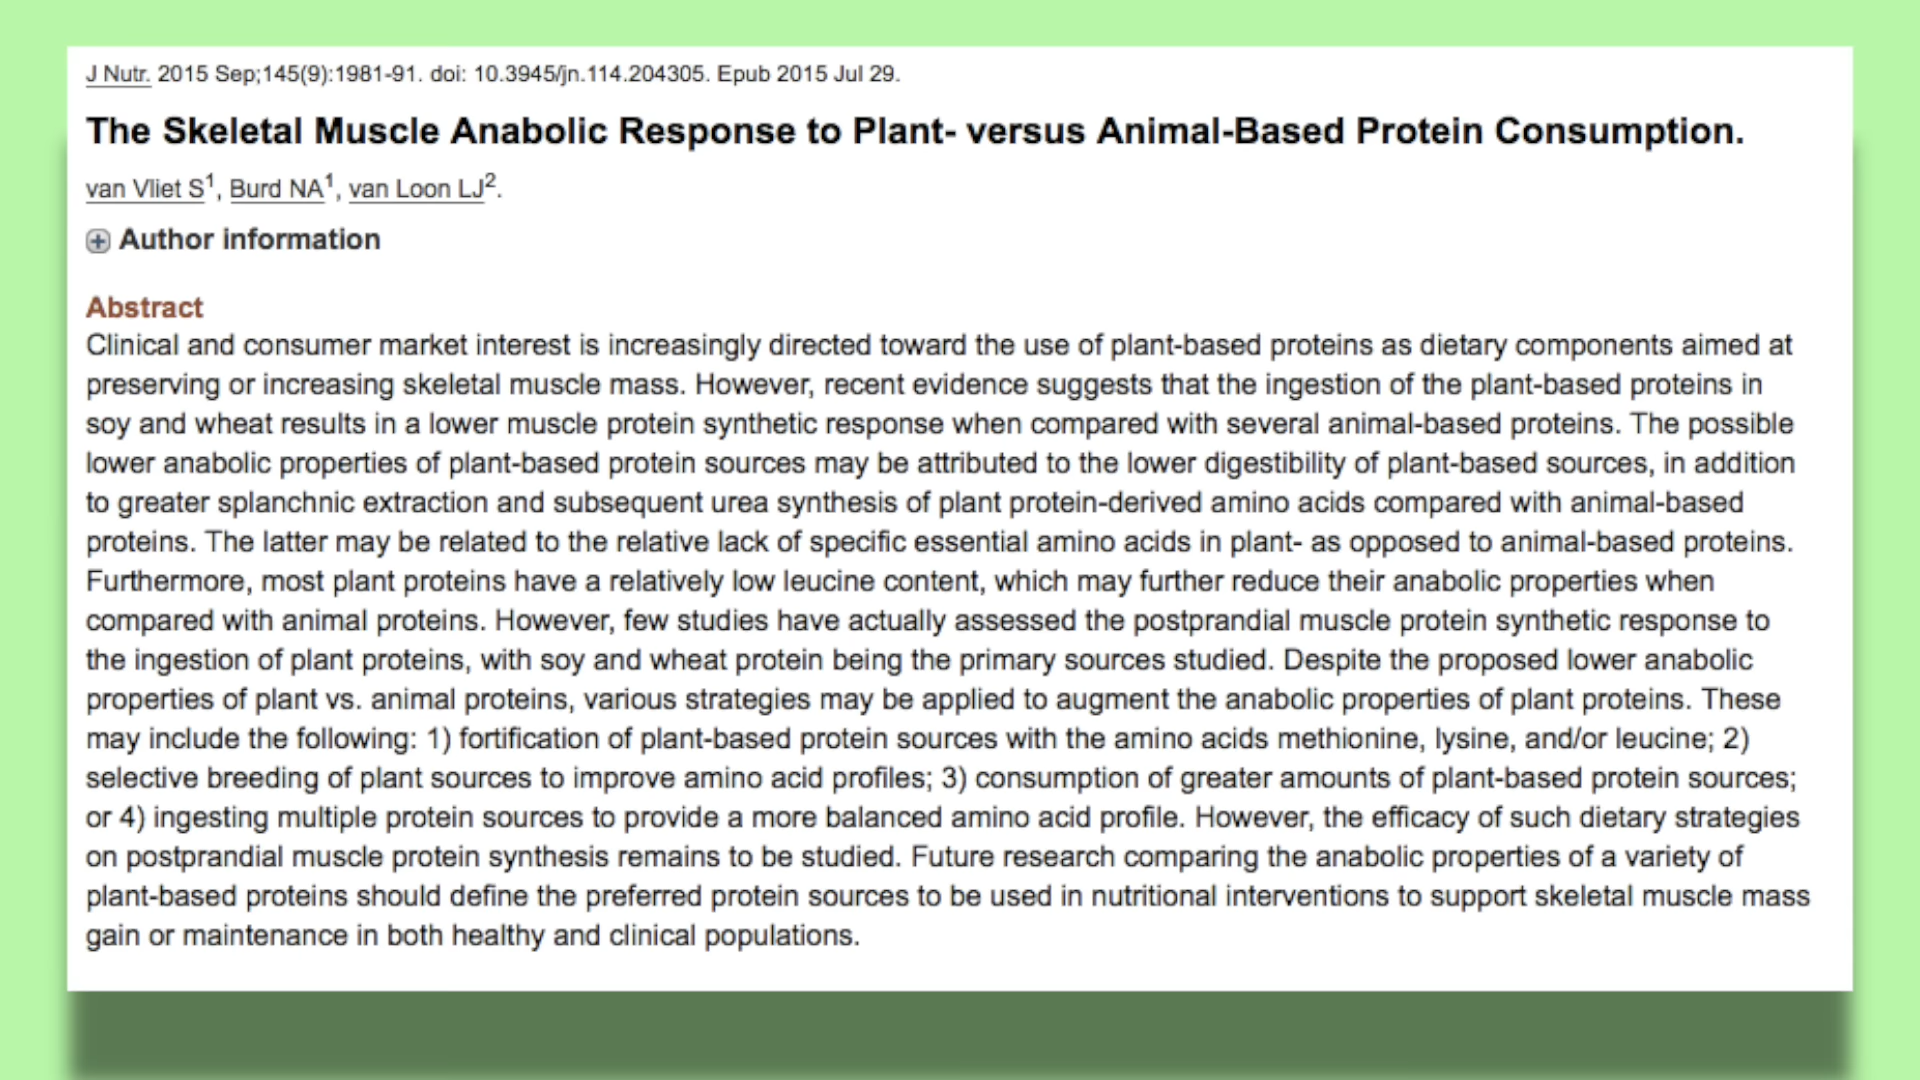 J Nutr. 2015 Sep;145(9):1981-91. doi: 10.3945/jn.114.204305. Epub 2015 Jul 29.
The Skeletal Muscle Anabolic Response to Plant- versus Animal-Based Protein Consumption.
van Vliet S1, Burd NA1, van Loon LJ2.
Author information
Abstract
Clinical and consumer market interest is increasingly directed toward the use of plant-based proteins as dietary components aimed at
preserving or increasing skeletal muscle mass. However, recent evidence suggests that the ingestion of the plant-based proteins in
soy and wheat results in a lower muscle protein synthetic response when compared with several animal-based proteins. The possible
lower anabolic properties of plant-based protein sources may be attributed to the lower digestibility of plant-based sources, in addition
to greater splanchnic extraction and subsequent urea synthesis of plant protein-derived amino acids compared with animal-based
proteins. The latter may be related to the relative lack of specific essential amino acids in plant- as opposed to animal-based proteins.
Furthermore, most plant proteins have a relatively low leucine content, which may further reduce their anabolic properties when
compared with animal proteins. However, few studies have actually assessed the postprandial muscle protein synthetic response to
the ingestion of plant proteins, with soy and wheat protein being the primary sources studied. Despite the proposed lower anabolic
properties of plant vs. animal proteins, various strategies may be applied to augment the anabolic properties of plant proteins. These
may include the following: 1) fortification of plant-based protein sources with the amino acids methionine, lysine, and/or leucine; 2)
selective breeding of plant sources to improve amino acid profiles; 3) consumption of greater amounts of plant-based protein sources;
or 4) ingesting multiple protein sources to provide a more balanced amino acid profile. However, the efficacy of such dietary strategies
on postprandial muscle protein synthesis remains to be studied. Future research comparing the anabolic properties of a variety of
plant-based proteins should define the preferred protein sources to be used in nutritional interventions to support skeletal muscle mass
gain or maintenance in both healthy and clinical populations.